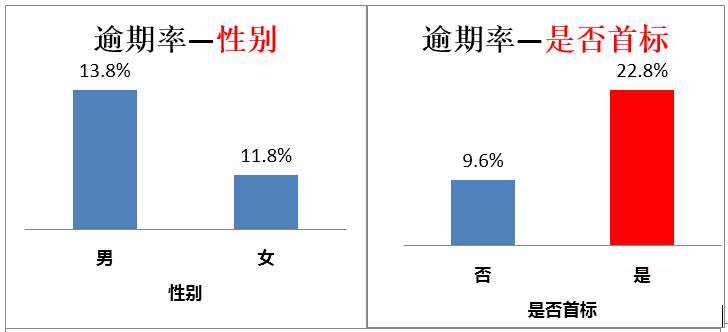 逾期率—性别
13.8%
11.8%
男 女
性别
逾期率—是否首标
22.8%
9.6%
否 是
是否首标